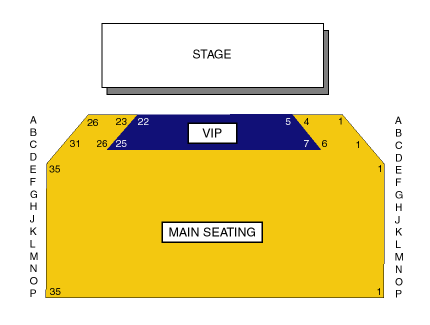 STAGE
A 26 23 22 5 4 1 A
B VIP B
C 31 26 25 7 6 1 C
D D
E 35 1 E
F F
G G
H H
J J
K MAIN SEATING K
L L
M M
N N
O O
P 35 1 P